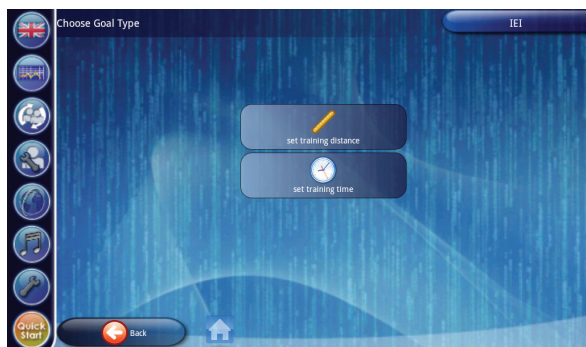 Choose Goal Type
IEI
set training distance
set training time
Quick
Start
Back